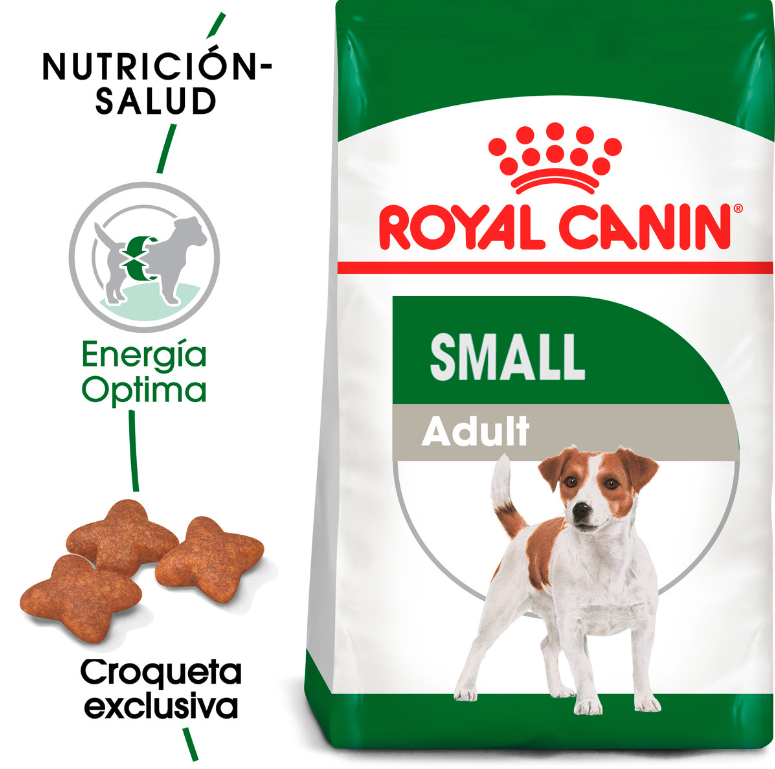 NUTRICIÓN-
SALUD
Energía
Optima
Croqueta
exclusiva
ROYAL CANIN®
SMALL
Adult